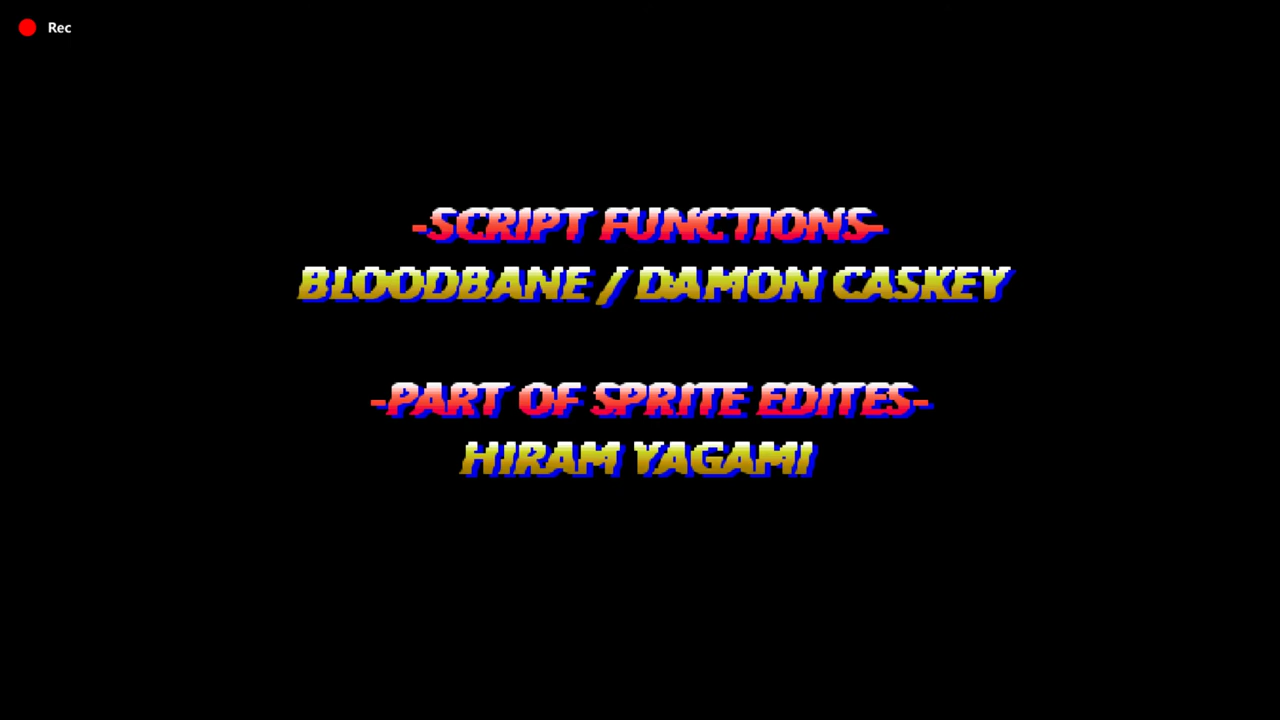 Rec
-SCRIPT FUNCTIONS-
BLOODBANE / DAMON CASKEY
-PART OF SPRITE EDITES-
HIRAM YAGAMI